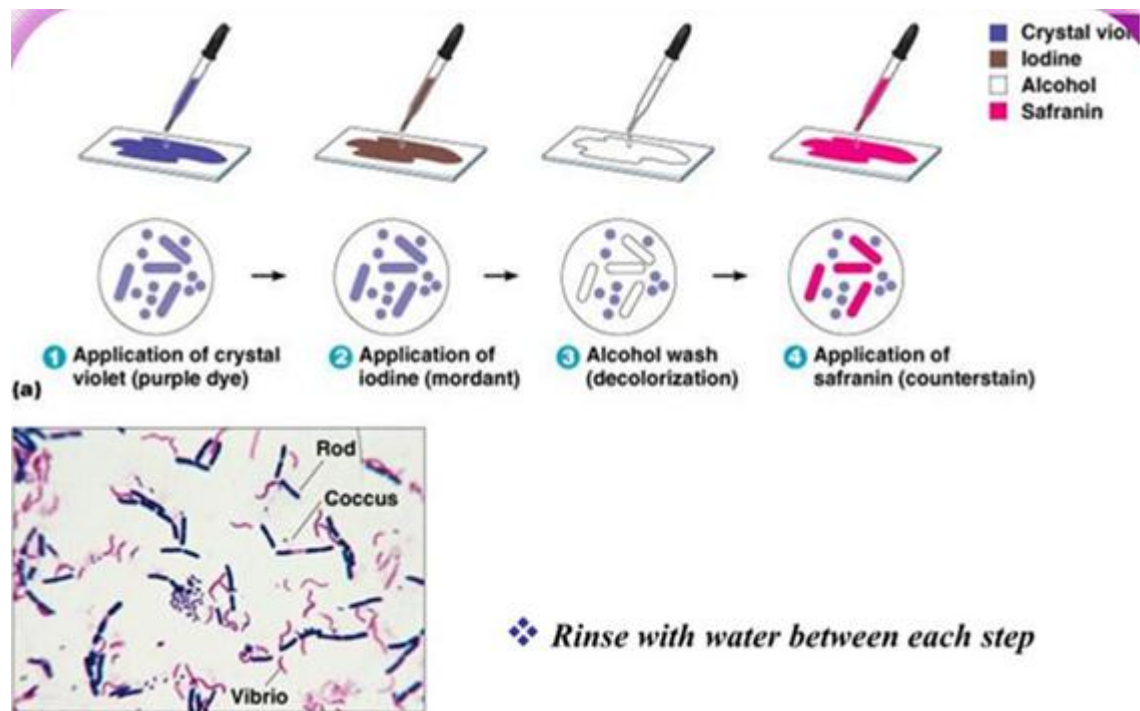 Crystal viol
Iodine
Alcohol
Safranin
1 Application of crystal
violet (purple dye)
2 Application of
iodine (mordant)
3 Alcohol wash
(decolorization)
4 Application of
safranin (counterstain)
(a)
Rod
Coccus
Vibrio
❖ Rinse with water between each step